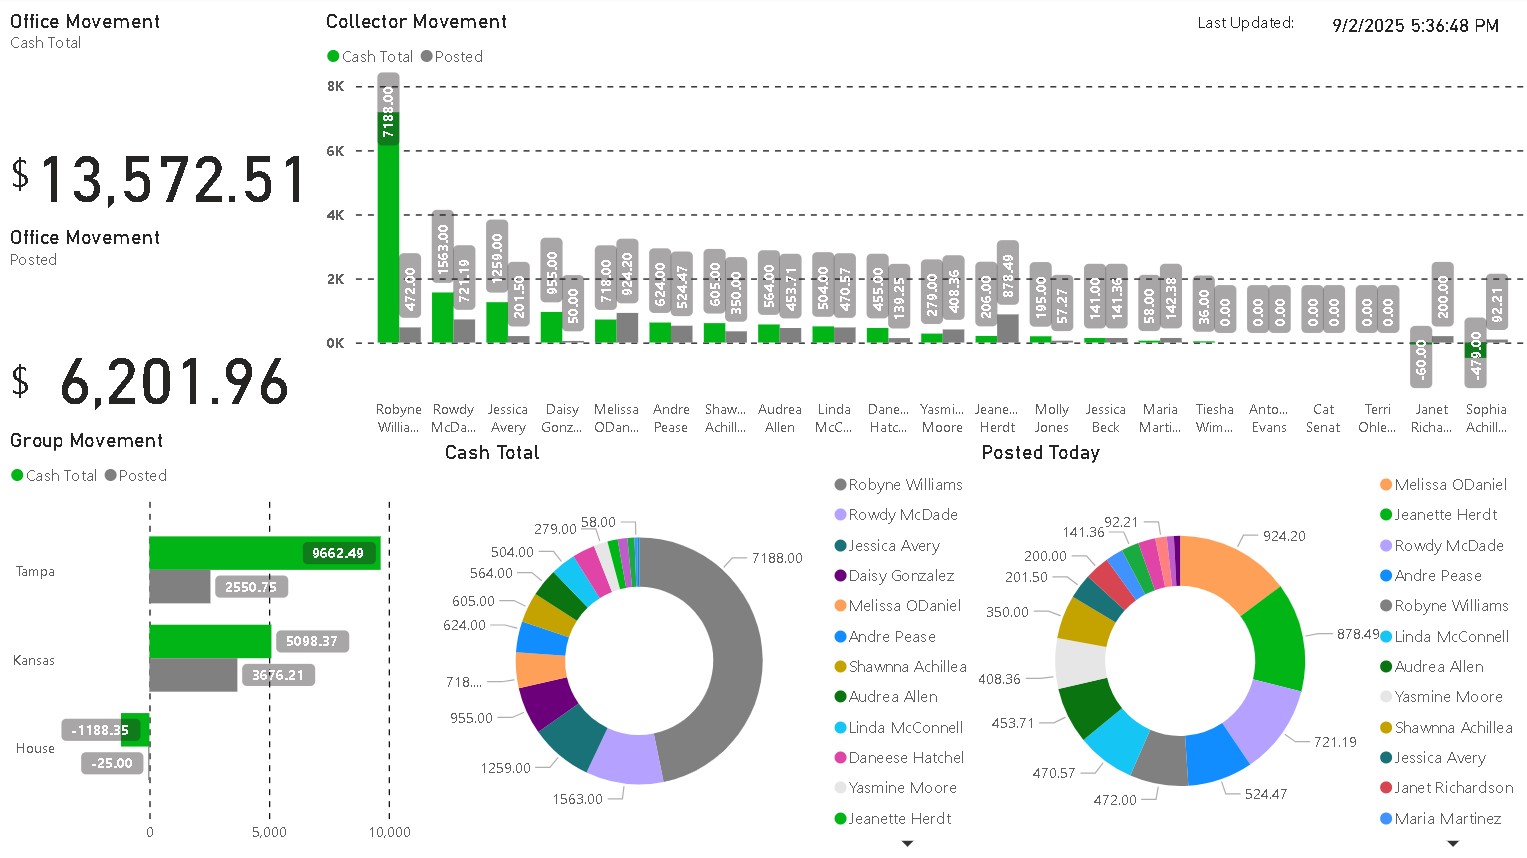 Office Movement
Cash Total
$ 13,572.51
Office Movement
Posted
$ 6,201.96
Collector Movement
Last Updated: 9/2/2025 5:36:48 PM
Cash Total Posted
8K
6K
4K
2K
0K
7188.00 472.00 1563.00 721.19 1259.00 201.50 955.00 50.00 718.00 924.20 624.00 524.47 605.00 350.00 564.00 453.71 504.00 470.57 455.00 139.25 279.00 408.36 206.00 878.49 195.00 57.27 141.00 141.36 58.00 142.38 36.00 0.00 0.00 0.00 0.00 0.00 0.00 0.00 -60.00 200.00 -479.00 92.21
Robyne Rowdy Jessica Daisy Melissa Andre Shaw... Audrea Linda Dane... Yasmi... Jeane... Molly Jessica Maria Tiesha Anto... Cat Terri Janet Sophia
Willia... McDa... Avery Gonz... ODan... Pease Achill... Allen McC... Hatc... Moore Herdt Jones Beck Marti... Wim... Evans Senat Ohle... Richa... Achill...
Group Movement
Cash Total Posted
Tampa
9662.49
2550.75
Kansas
5098.37
3676.21
House
-1188.35
-25.00
0 5,000 10,000
Cash Total
58.00
279.00
504.00
564.00
605.00
624.00
718....
955.00
1259.00
1563.00
7188.00
Robyne Williams
Rowdy McDade
Jessica Avery
Daisy Gonzalez
Melissa ODaniel
Andre Pease
Shawnna Achillea
Audrea Allen
Linda McConnell
Daneese Hatchel
Yasmine Moore
Jeanette Herdt
Posted Today
92.21
141.36
200.00
201.50
350.00
408.36
453.71
470.57
472.00
524.47
721.19
878.49
924.20
Melissa ODaniel
Jeanette Herdt
Rowdy McDade
Andre Pease
Robyne Williams
Linda McConnell
Audrea Allen
Yasmine Moore
Shawnna Achillea
Jessica Avery
Janet Richardson
Maria Martinez